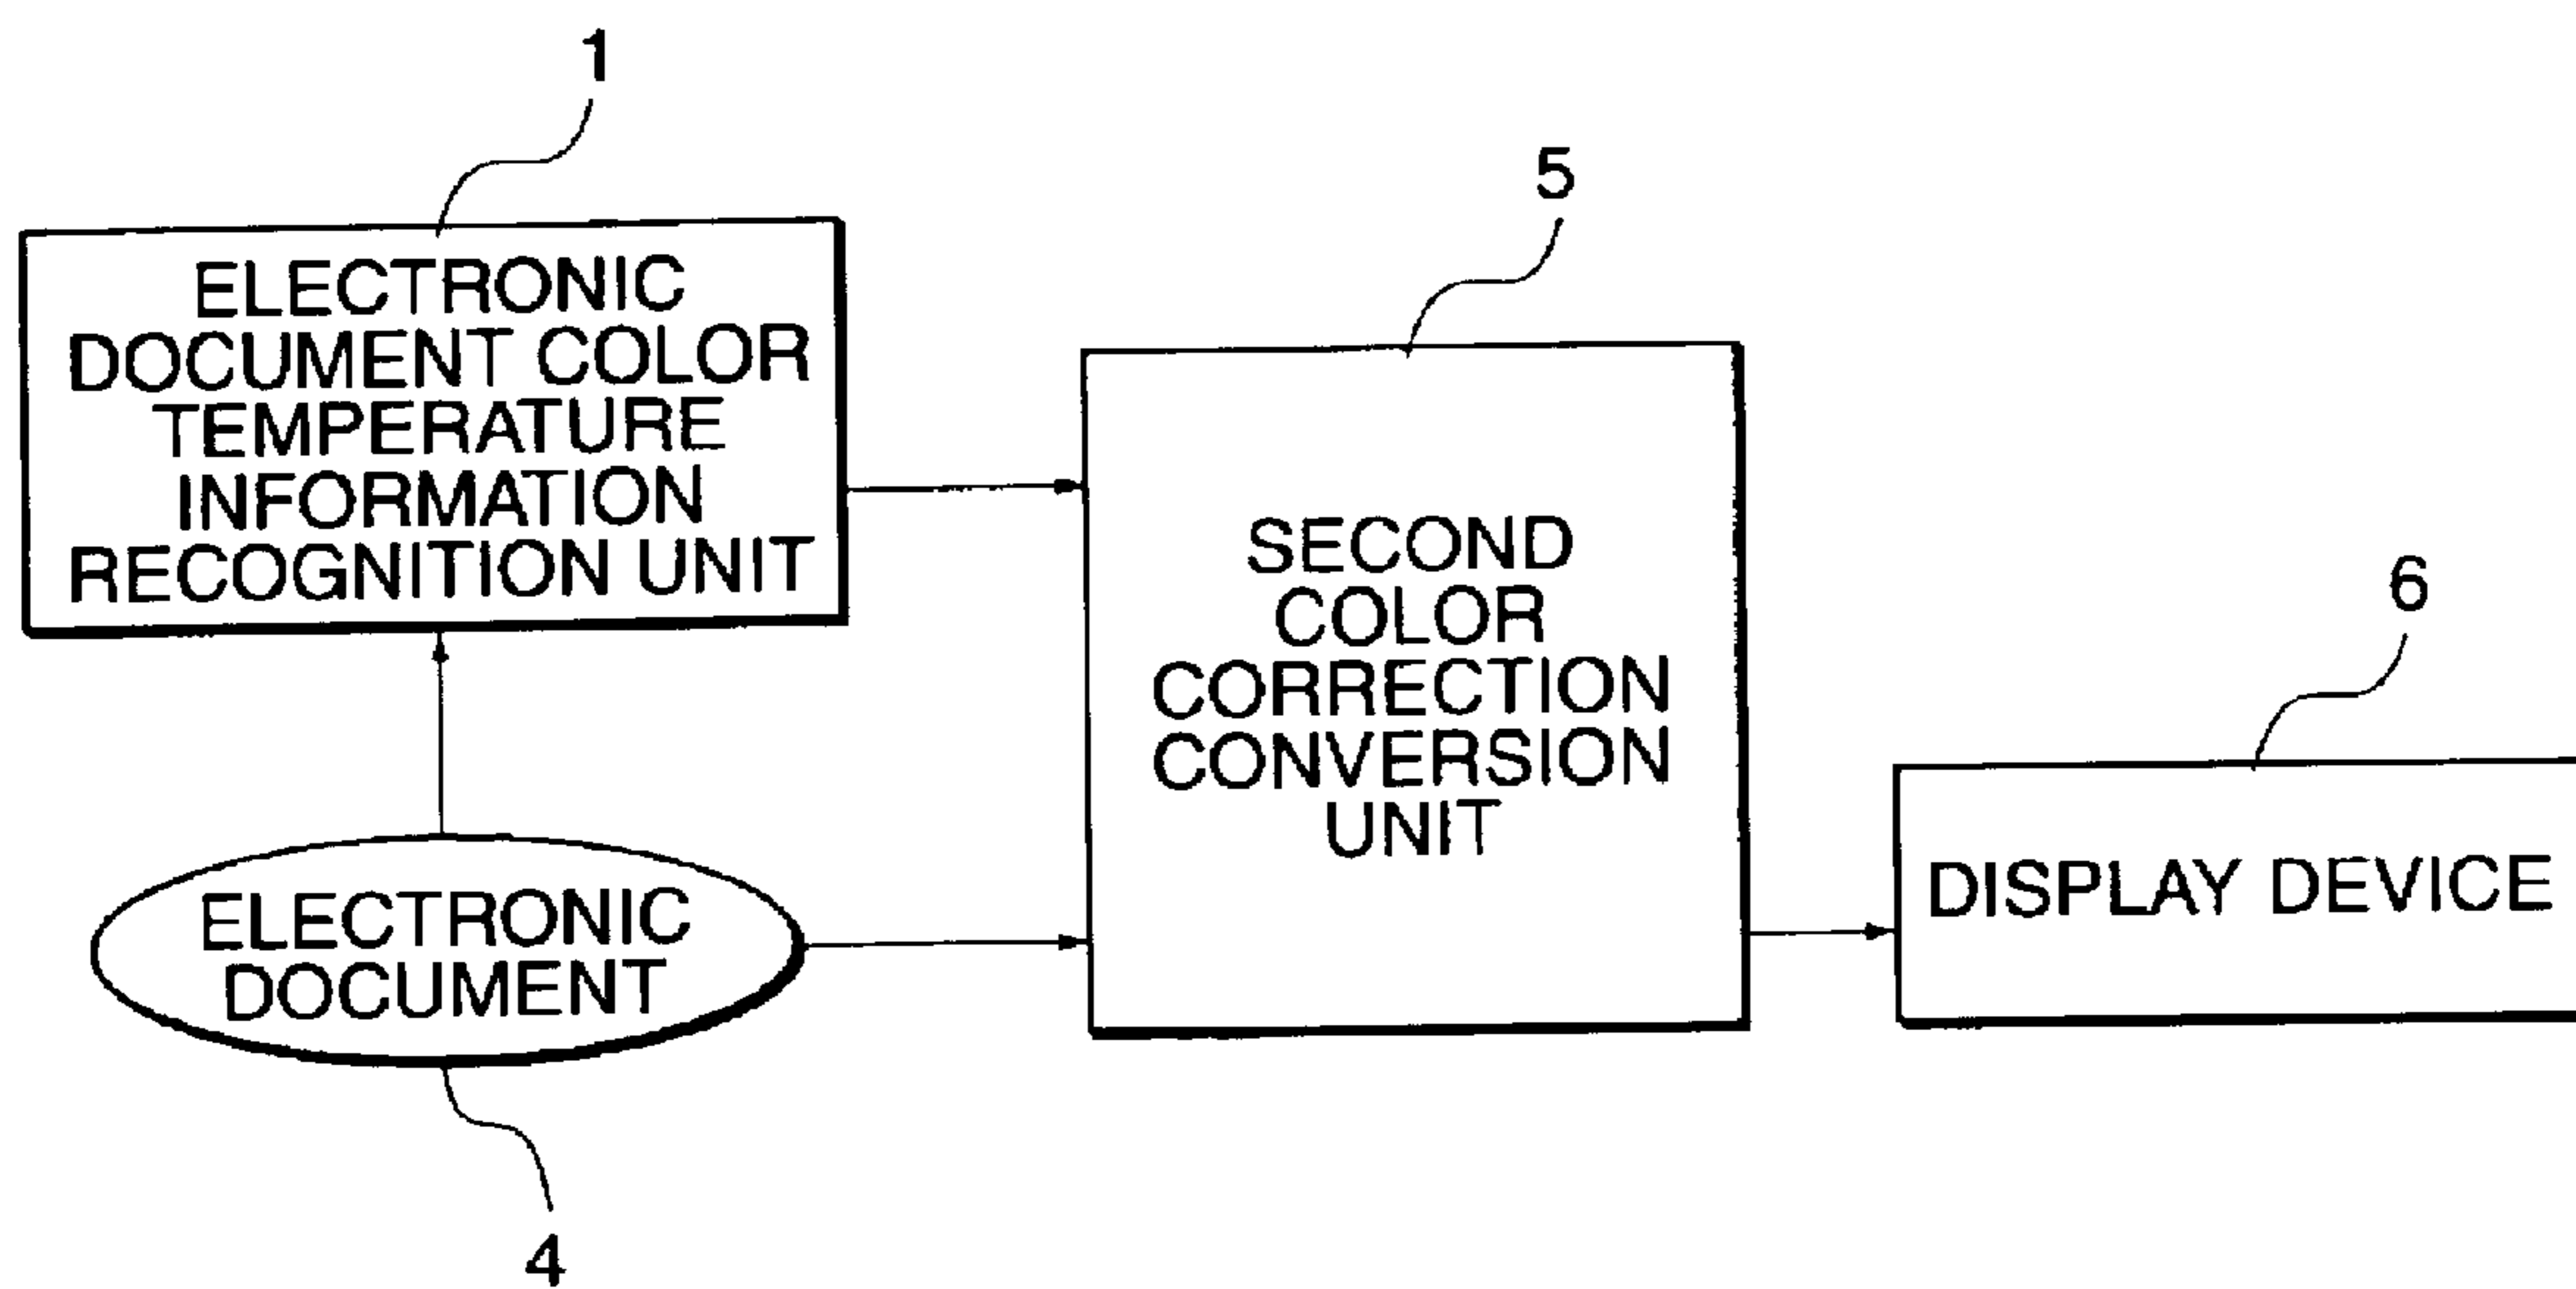 1
ELECTRONIC
DOCUMENT COLOR
TEMPERATURE
INFORMATION
RECOGNITION UNIT
5
SECOND
COLOR
CORRECTION
CONVERSION
UNIT
6
DISPLAY DEVICE
ELECTRONIC
DOCUMENT
4